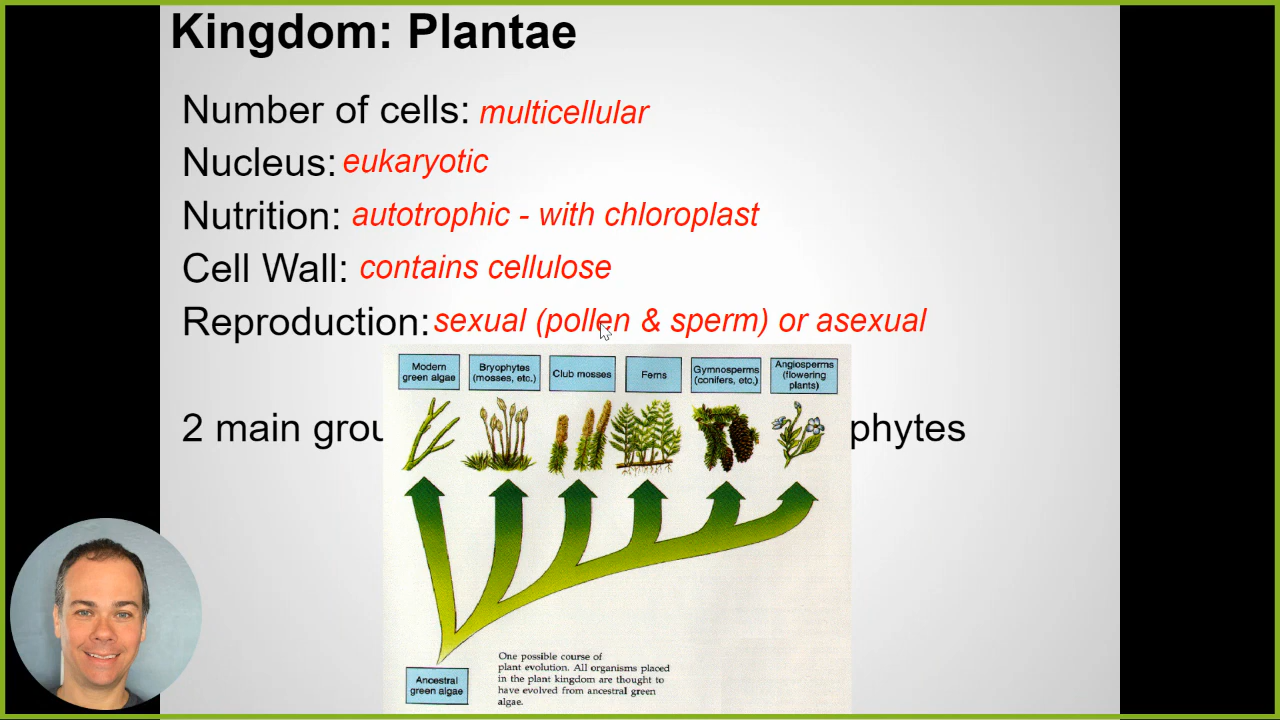 Kingdom: Plantae
Number of cells: multicellular
Nucleus: eukaryotic
Nutrition: autotrophic - with chloroplast
Cell Wall: contains cellulose
Reproduction: sexual (pollen & sperm) or asexual
Modern
green algae
Bryophytes
(mosses, etc.)
Club mosses
Ferns
Gymnosperms
(conifers, etc.)
Angiosperms
(flowering
plants)
2 main grou phytes
One possible course of
plant evolution. All organisms placed
in the plant kingdom are thought to
have evolved from ancestral green
algae.
Ancestral
green algae